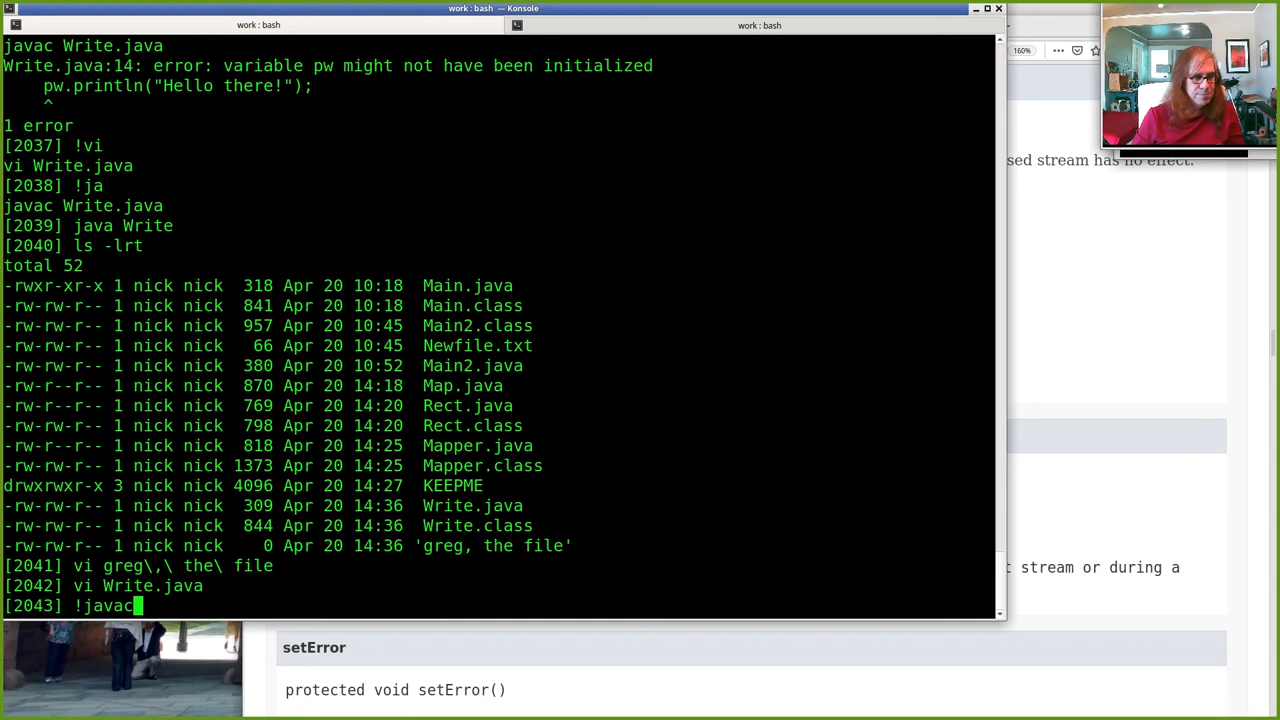 work : bash — Konsole
work : bash
work : bash
javac Write.java
Write.java:14: error: variable pw might not have been initialized
    pw.println("Hello there!");
    ^
1 error
[2037] !vi
vi Write.java
[2038] !ja
javac Write.java
[2039] java Write
[2040] ls -lrt
total 52
-rwxr-xr-x 1 nick nick  318 Apr 20 10:18  Main.java
-rw-rw-r-- 1 nick nick  841 Apr 20 10:18  Main.class
-rw-rw-r-- 1 nick nick  957 Apr 20 10:45  Main2.class
-rw-rw-r-- 1 nick nick   66 Apr 20 10:45  Newfile.txt
-rw-rw-r-- 1 nick nick  380 Apr 20 10:52  Main2.java
-rw-r--r-- 1 nick nick  870 Apr 20 14:18  Map.java
-rw-r--r-- 1 nick nick  769 Apr 20 14:20  Rect.java
-rw-rw-r-- 1 nick nick  798 Apr 20 14:20  Rect.class
-rw-r--r-- 1 nick nick  818 Apr 20 14:25  Mapper.java
-rw-rw-r-- 1 nick nick 1373 Apr 20 14:25  Mapper.class
drwxrwxr-x 3 nick nick 4096 Apr 20 14:27  KEEPME
-rw-rw-r-- 1 nick nick  309 Apr 20 14:36  Write.java
-rw-rw-r-- 1 nick nick  844 Apr 20 14:36  Write.class
-rw-rw-r-- 1 nick nick    0 Apr 20 14:36 'greg, the file'
[2041] vi greg\,\ the\ file
[2042] vi Write.java
[2043] !javac
160%
sed stream has no effect.
t stream or during a
setError
protected void setError()